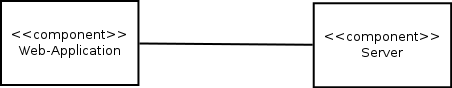 <<component>>
Web-Application
<<component>>
Server